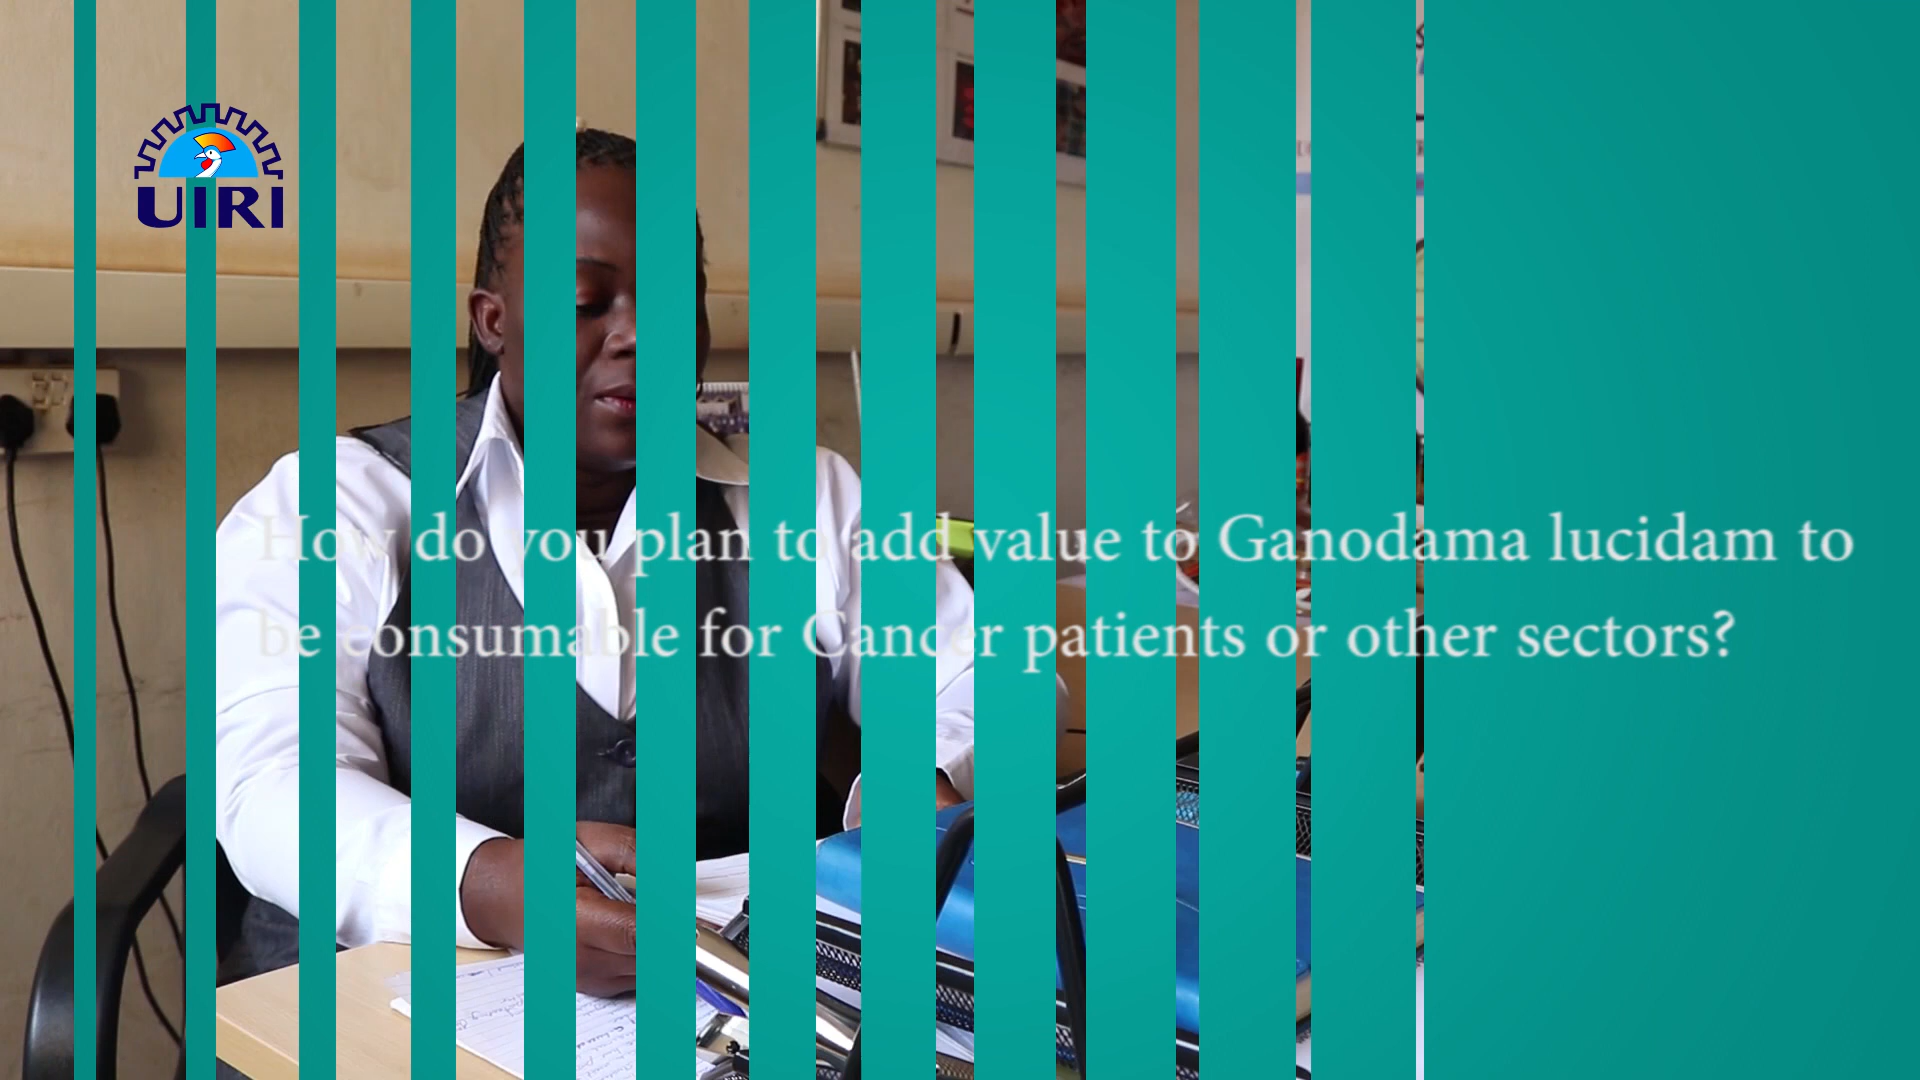 UIRI
How do you plan to add value to Ganodama lucidam to
be consumable for Cancer patients or other sectors?